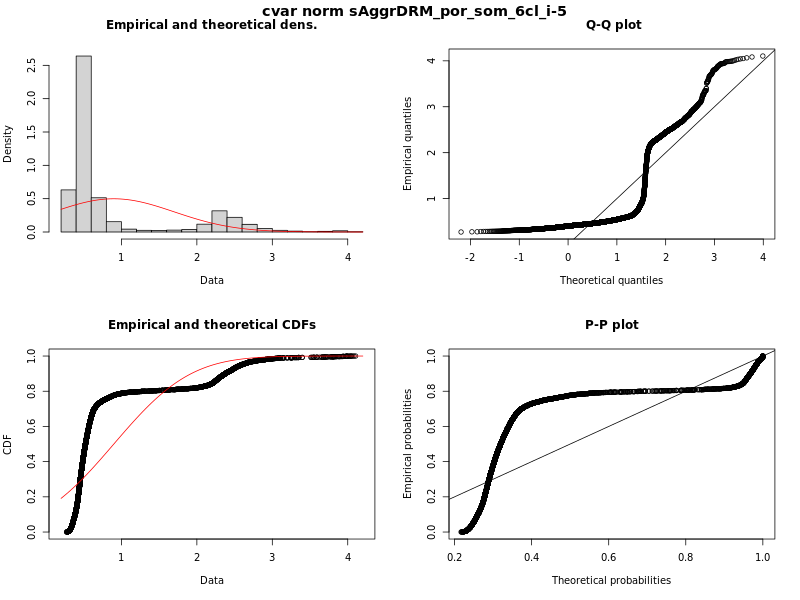 cvar norm sAggrDRM_por_som_6cl_i-5
Empirical and theoretical dens.
Density
0.0 0.5 1.0 1.5 2.0 2.5
1 2 3 4
Data
Q-Q plot
Empirical quantiles
1 2 3 4
-2 -1 0 1 2 3 4
Theoretical quantiles
Empirical and theoretical CDFs
CDF
0.0 0.2 0.4 0.6 0.8 1.0
1 2 3 4
Data
P-P plot
Empirical probabilities
0.0 0.2 0.4 0.6 0.8 1.0
0.2 0.4 0.6 0.8 1.0
Theoretical probabilities